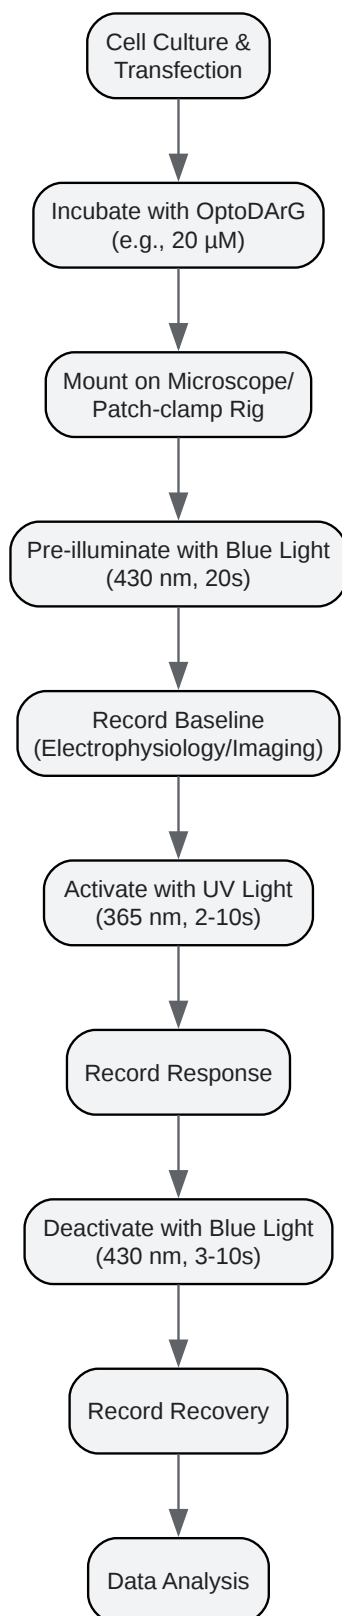 Cell Culture &
Transfection
Incubate with OptoDArG
(e.g., 20 µM)
Mount on Microscope/
Patch-clamp Rig
Pre-illuminate with Blue Light
(430 nm, 20s)
Record Baseline
(Electrophysiology/Imaging)
Activate with UV Light
(365 nm, 2-10s)
Record Response
Deactivate with Blue Light
(430 nm, 3-10s)
Record Recovery
Data Analysis